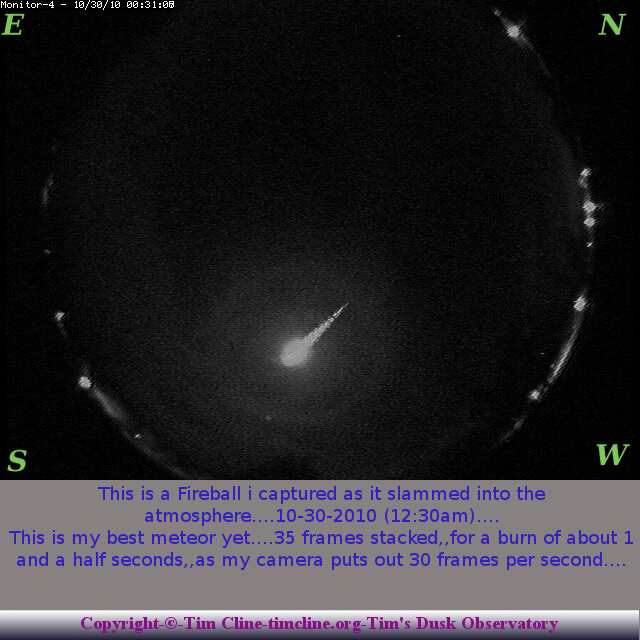 Monitor-4 - 10/30/10 00:31:0
E
N
S
W
This is a Fireball i captured as it slammed into the
atmosphere....10-30-2010 (12:30am)....
This is my best meteor yet....35 frames stacked,,for a burn of about 1
and a half seconds,,as my camera puts out 30 frames per second....
Copyright-©-Tim Cline-timcline.org-Tim's Dusk Observatory